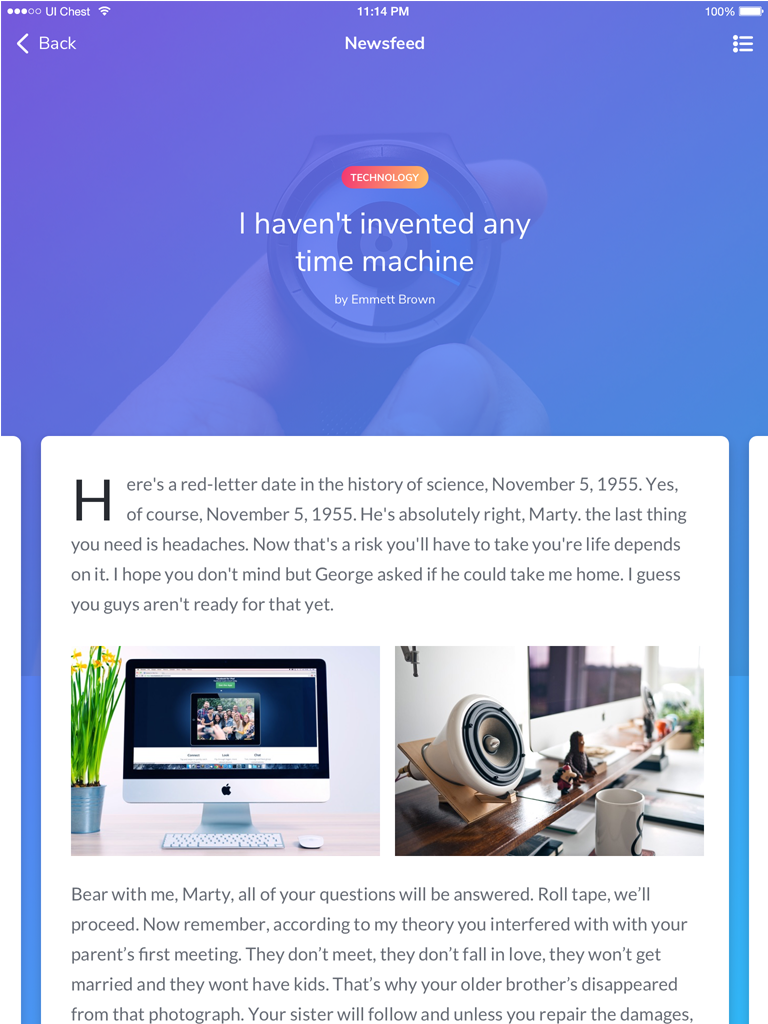 UI Chest
11:14 PM
100%
Back
Newsfeed
TECHNOLOGY
I haven't invented any
time machine
by Emmett Brown
Here's a red-letter date in the history of science, November 5, 1955. Yes,
of course, November 5, 1955. He's absolutely right, Marty. the last thing
you need is headaches. Now that's a risk you'll have to take you're life depends
on it. I hope you don't mind but George asked if he could take me home. I guess
you guys aren't ready for that yet.
Bear with me, Marty, all of your questions will be answered. Roll tape, we’ll
proceed. Now remember, according to my theory you interfered with with your
parent’s first meeting. They don’t meet, they don’t fall in love, they won’t get
married and they wont have kids. That’s why your older brother’s disappeared
from that photograph. Your sister will follow and unless you repair the damages,